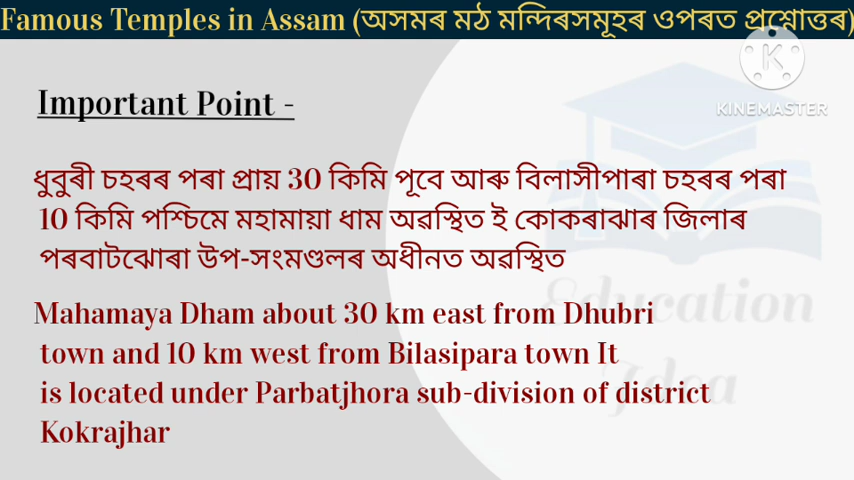 Famous Temples in Assam (অসমৰ মঠ মন্দিৰসমূহৰ ওপৰত প্ৰশ্নোত্তৰ)
KINEMASTER
Important Point -
ধুবুৰী চহৰৰ পৰা প্ৰায় 30 কিমি পূবে আৰু বিলাসীপাৰা চহৰৰ পৰা
10 কিমি পশ্চিমে মহামায়া ধাম অৱস্থিত ই কোকৰাঝাৰ জিলাৰ
পৰবাটঝোৰা উপ-সংমণ্ডলৰ অধীনত অৱস্থিত
Mahamaya Dham about 30 km east from Dhubri
town and 10 km west from Bilasipara town It
is located under Parbatjhora sub-division of district
Kokrajhar
Education
Idea